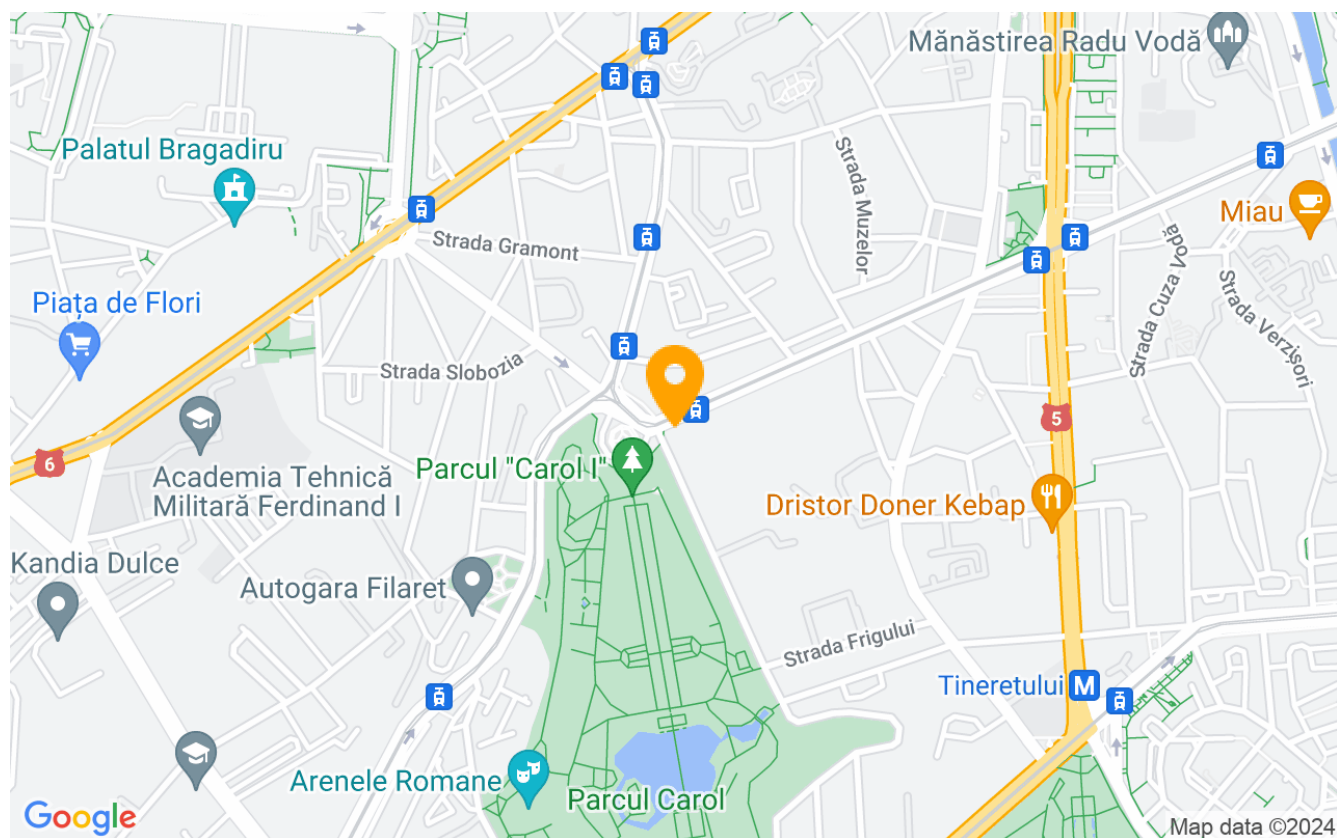 Mănăstirea Radu Vodă
Palatul Bragadiru
Strada Muzelor
Miau
Strada Gramont
Strada Cuza Vodă
Piața de Flori
Strada Verzișori
Strada Slobozia
5
6
Parcul "Carol I"
Academia Tehnică
Militară Ferdinand I
Dristor Doner Kebap
Kandia Dulce
Autogara Filaret
Strada Frigului
Tineretului M
Arenele Romane
Parcul Carol
Google
Map data ©2024